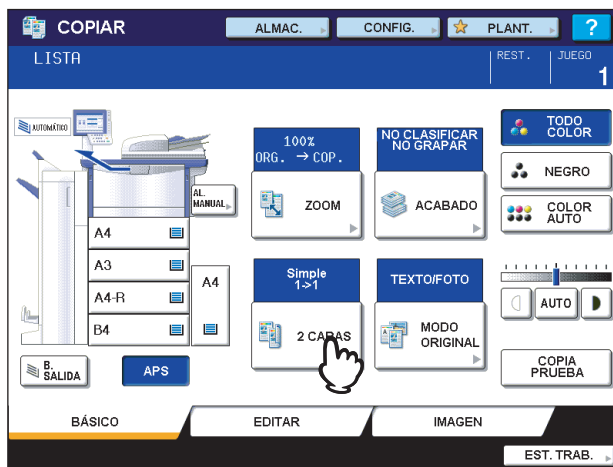 COPIAR
ALMAC.
CONFIG.
PLANT.
?
LISTA
REST.
JUEGO
1
AUTOMÁTICO
100%
ORG. → COP.
ZOOM
NO CLASIFICAR
NO GRAPAR
ACABADO
TODO
COLOR
NEGRO
COLOR
AUTO
AL.
MANUAL
A4
A3
A4-R
B4
A4
Simple
1->1
2 CARAS
TEXTO/FOTO
MODO
ORIGINAL
AUTO
B.
SALIDA
APS
COPIA
PRUEBA
BÁSICO
EDITAR
IMAGEN
EST. TRAB.